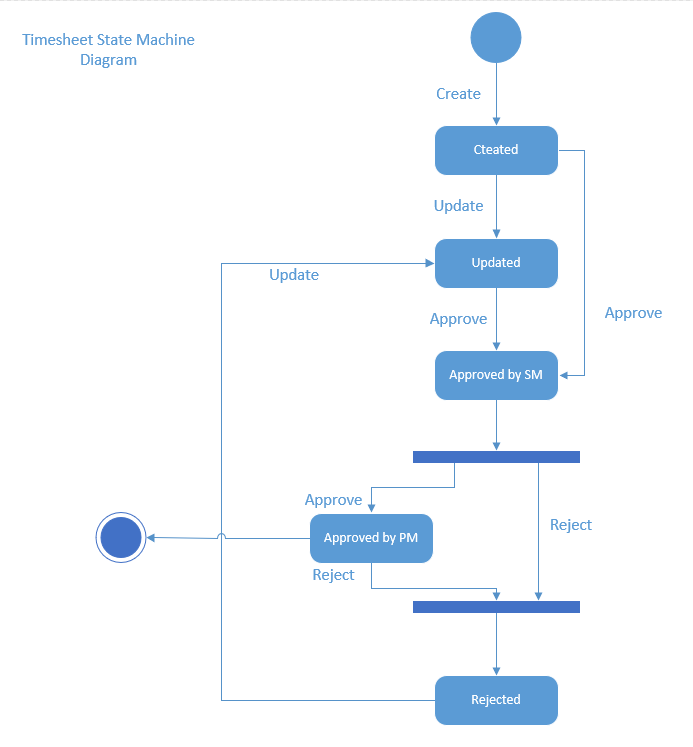 Timesheet State Machine
Diagram
Create
Cteated
Update
Updated
Update
Approve
Approve
Approved by SM
Approve
Reject
Approved by PM
Reject
Rejected